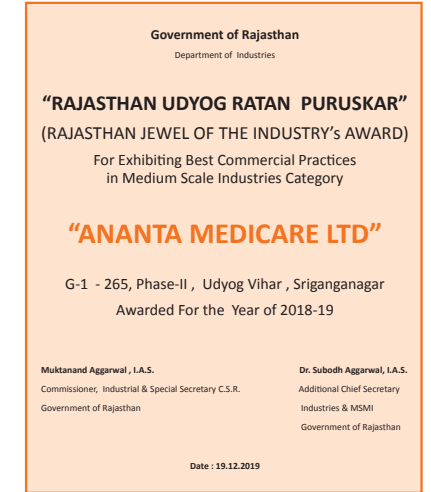 Government of Rajasthan
Department of Industries
“RAJASTHAN UDYOG RATAN PURUSKAR”
(RAJASTHAN JEWEL OF THE INDUSTRY’s AWARD)
For Exhibiting Best Commercial Practices
in Medium Scale Industries Category
“ANANTA MEDICARE LTD”
G-1 - 265, Phase-II , Udyog Vihar , Sriganganagar
Awarded For the Year of 2018-19
Muktanand Aggarwal , I.A.S.
Commissioner, Industrial & Special Secretary C.S.R.
Government of Rajasthan
Dr. Subodh Aggarwal, I.A.S.
Additional Chief Secretary
Industries & MSMI
Government of Rajasthan
Date : 19.12.2019